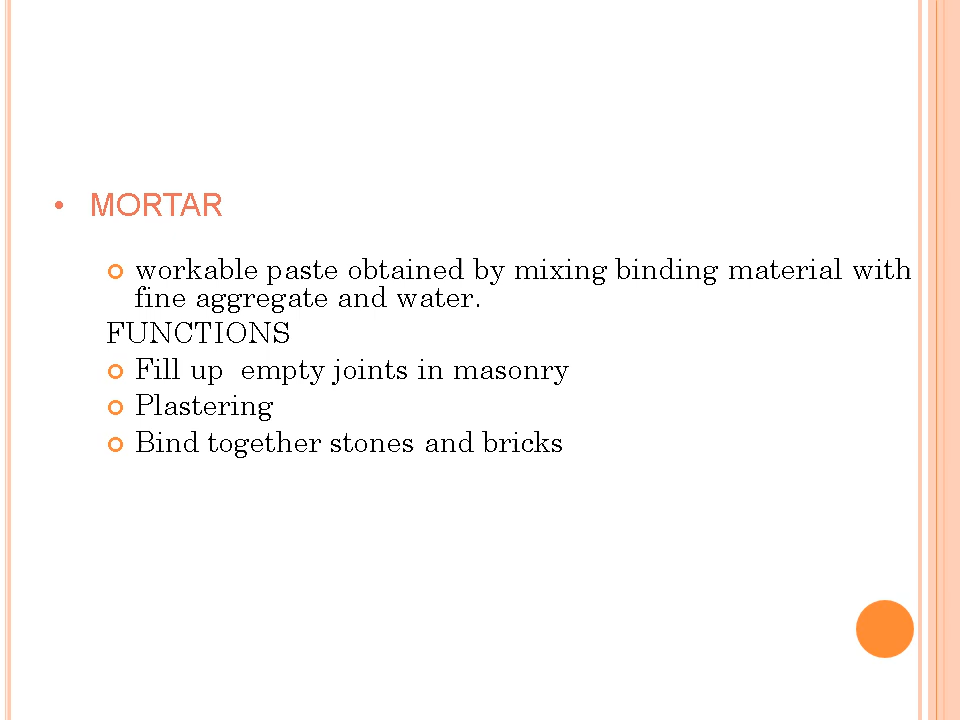 • MORTAR
workable paste obtained by mixing binding material with
fine aggregate and water.
FUNCTIONS
Fill up  empty joints in masonry
Plastering
Bind together stones and bricks